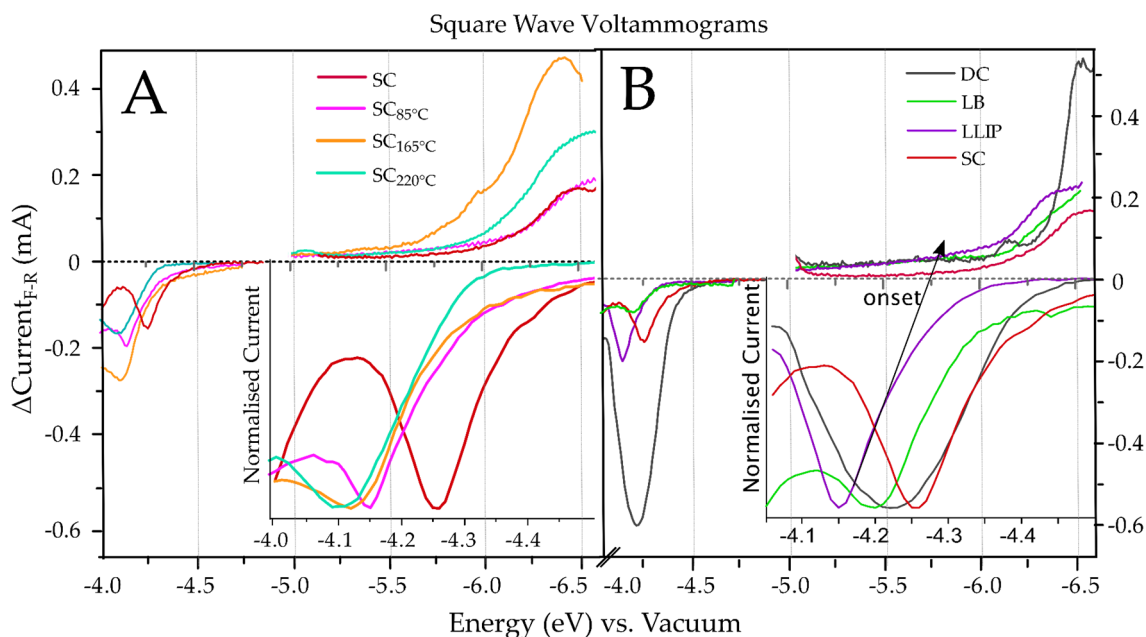 Square Wave Voltammograms
A
SC
SC85°C
SC165°C
SC220°C
B
DC
LB
LLIP
SC
0.4
0.2
0
-0.2
-0.4
-0.6
ΔCurrentF-R (mA)
0.4
0.2
0
-0.2
-0.4
-0.6
onset
Normalised Current
-4.0 -4.1 -4.2 -4.3 -4.4
Normalised Current
-4.1 -4.2 -4.3 -4.4
-4.0 -4.5 -5.0 -5.5 -6.0 -6.5
-4.0 -4.5 -5.0 -5.5 -6.0 -6.5
Energy (eV) vs. Vacuum